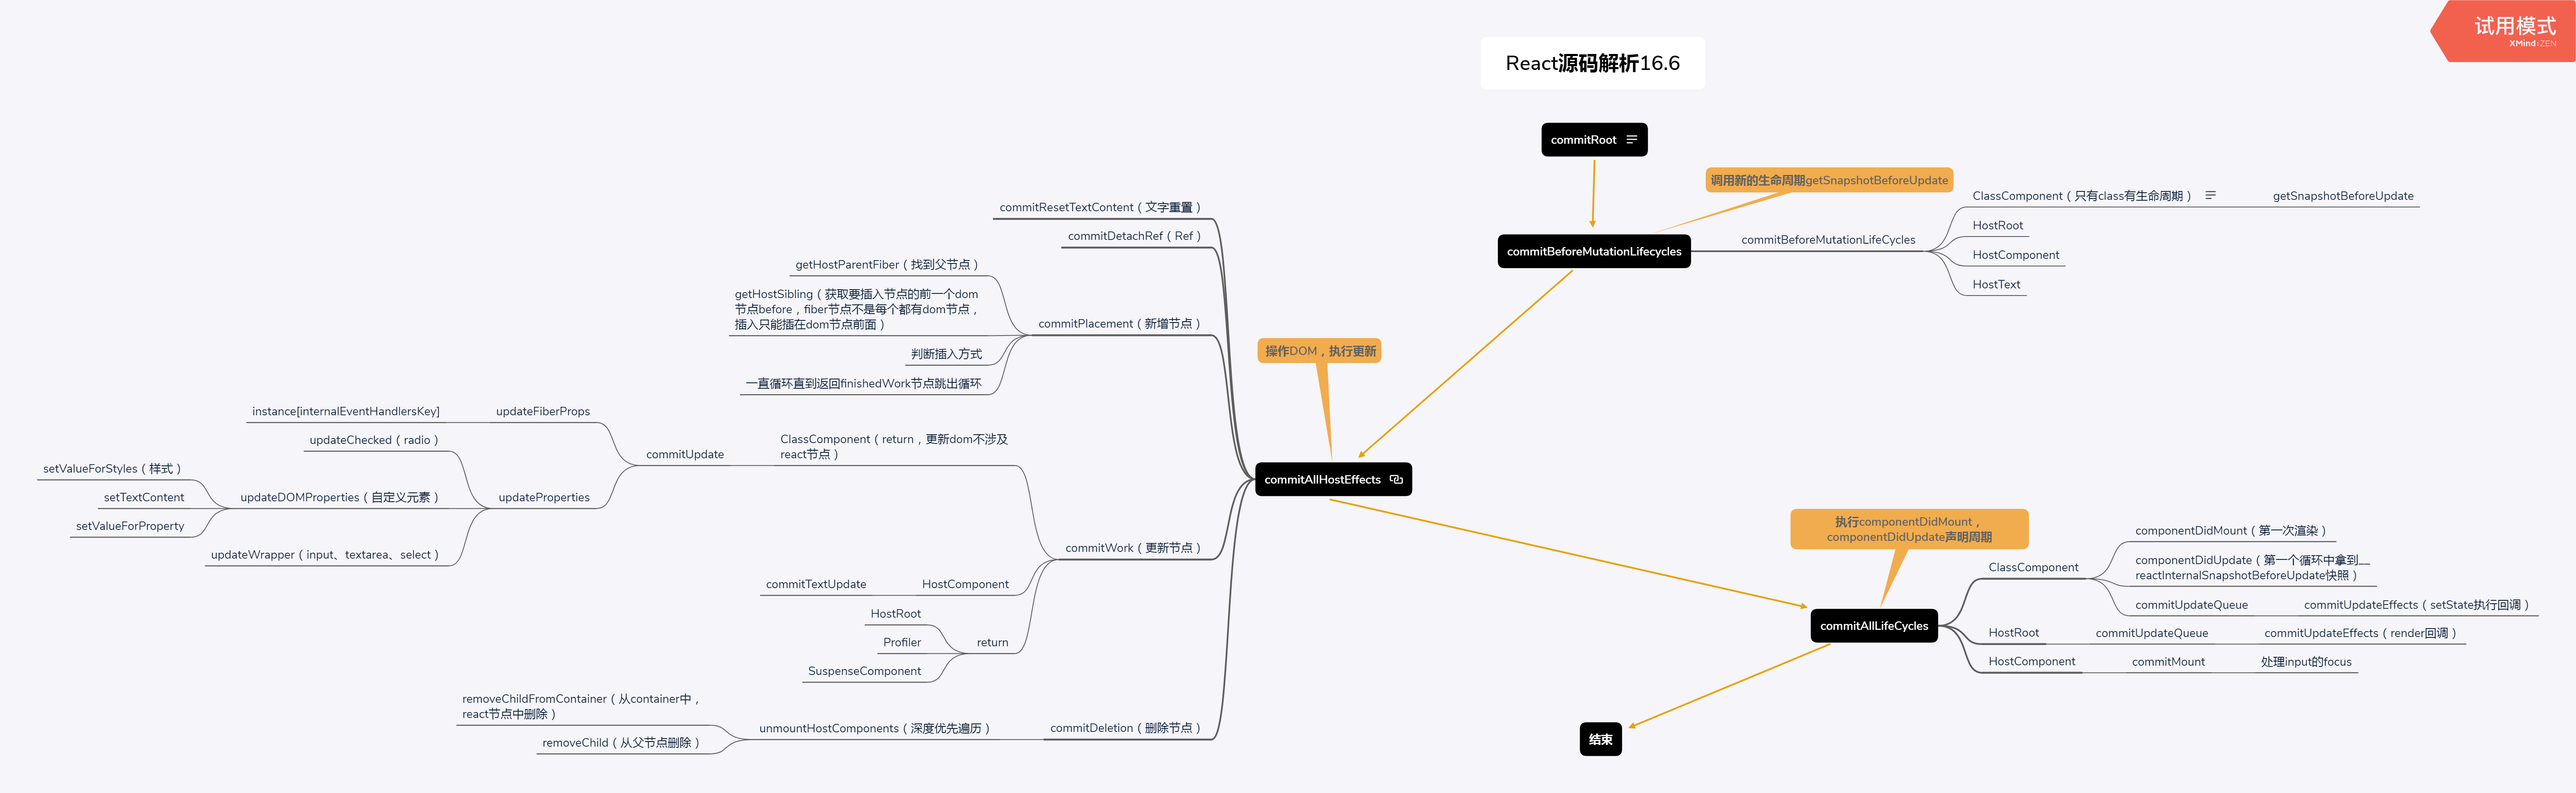 试用模式
XMind:ZEN
React源码解析16.6
commitRoot
调用新的生命周期getSnapshotBeforeUpdate
commitBeforeMutationLifecycles
commitBeforeMutationLifeCycles
ClassComponent（只有class有生命周期）
getSnapshotBeforeUpdate
HostRoot
HostComponent
HostText
操作DOM，执行更新
commitAllHostEffects
commitResetTextContent（文字重置）
commitDetachRef（Ref）
commitPlacement（新增节点）
getHostParentFiber（找到父节点）
getHostSibling（获取要插入节点的前一个dom
节点before，fiber节点不是每个都有dom节点，
插入只能插在dom节点前面）
判断插入方式
一直循环直到返回finishedWork节点跳出循环
commitWork（更新节点）
ClassComponent（return，更新dom不涉及
react节点）
commitUpdate
updateFiberProps
instance[internalEventHandlersKey]
updateProperties
updateChecked（radio）
updateDOMProperties（自定义元素）
setValueForStyles（样式）
setTextContent
setValueForProperty
updateWrapper（input、textarea、select）
HostComponent
commitTextUpdate
return
HostRoot
Profiler
SuspenseComponent
commitDeletion（删除节点）
unmountHostComponents（深度优先遍历）
removeChildFromContainer（从container中，
react节点中删除）
removeChild（从父节点删除）
执行componentDidMount，
componentDidUpdate声明周期
commitAllLifeCycles
ClassComponent
componentDidMount（第一次渲染）
componentDidUpdate（第一个循环中拿到__
reactInternalSnapshotBeforeUpdate快照）
commitUpdateQueue
commitUpdateEffects（setState执行回调）
HostRoot
commitUpdateQueue
commitUpdateEffects（render回调）
HostComponent
commitMount
处理input的focus
结束